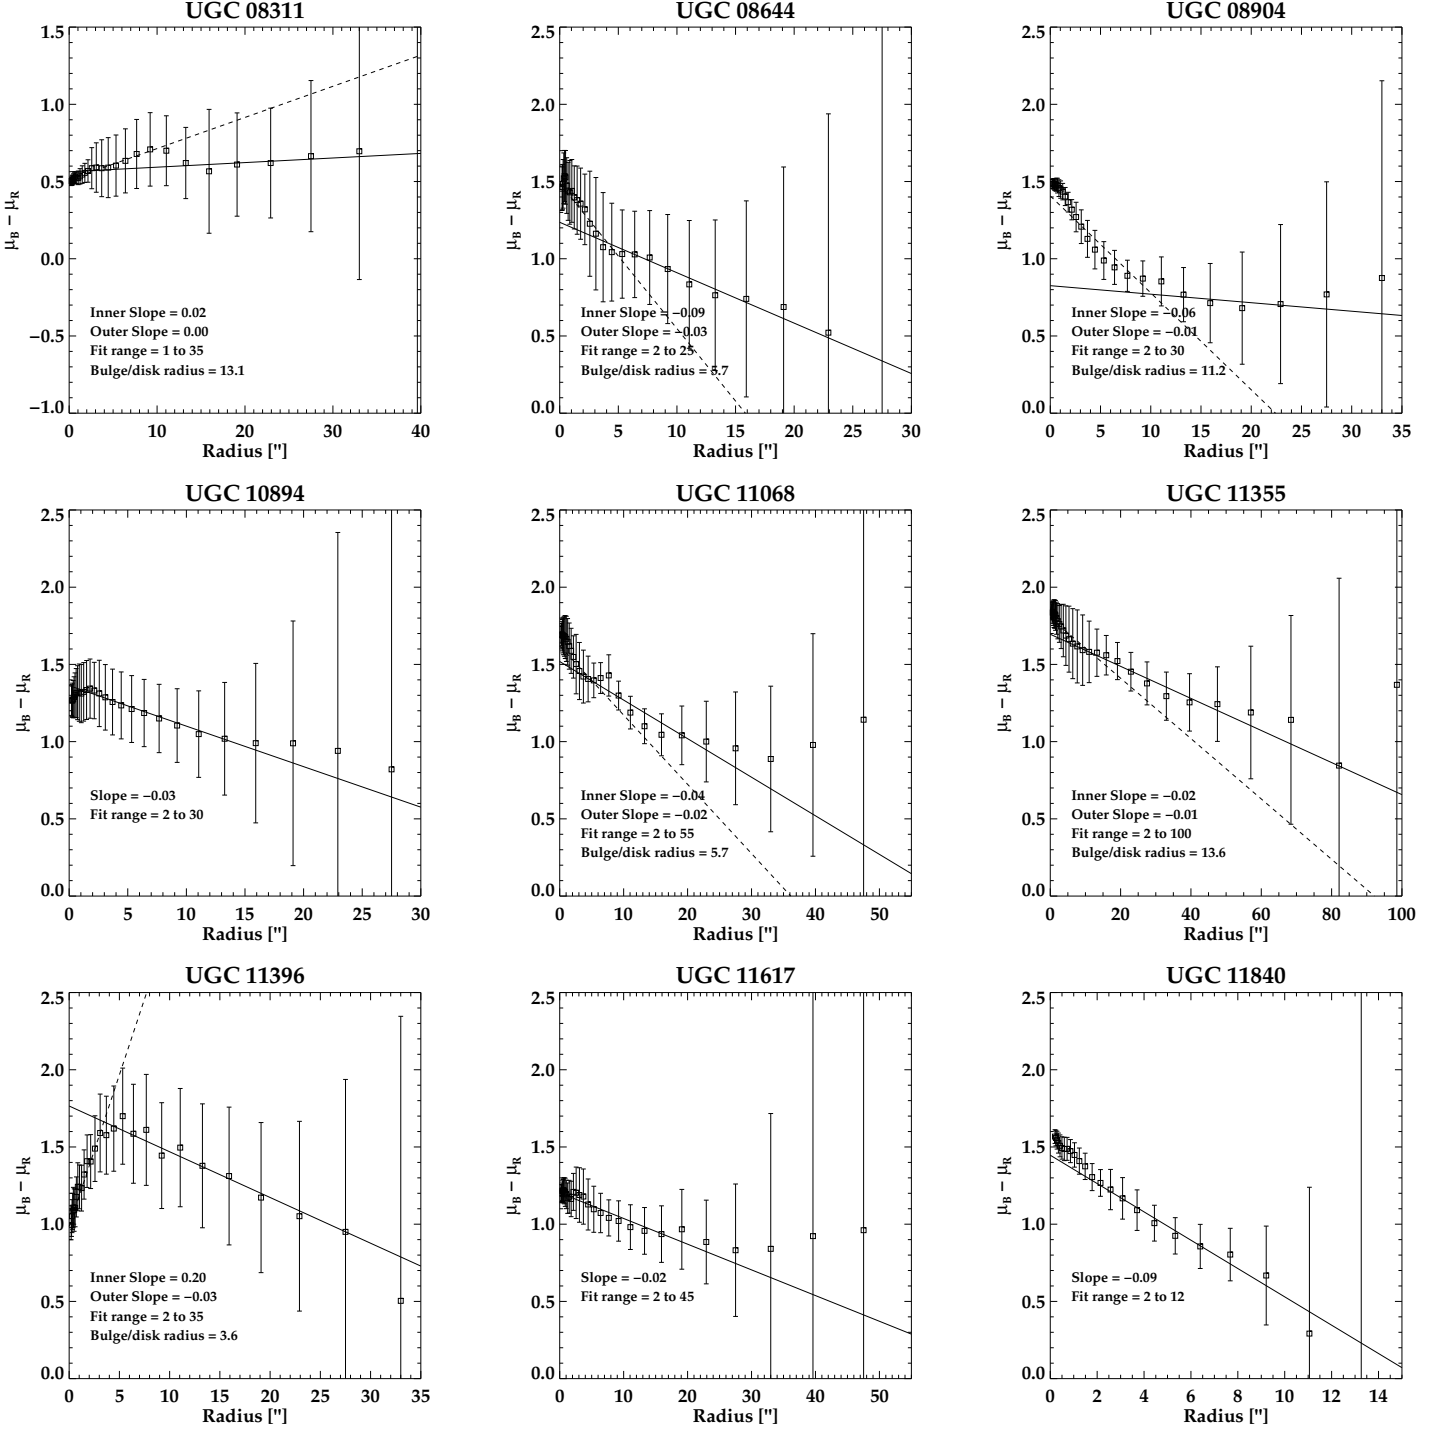 UGC 08311
UGC 08644
UGC 08904
1.5
1.0
0.5
0.0
−0.5
−1.0
μB − μR
Inner Slope = 0.02
Outer Slope = 0.00
Fit range = 1 to 35
Bulge/disk radius = 13.1
0 10 20 30 40
Radius ["]
2.5
2.0
1.5
1.0
0.5
0.0
μB − μR
Inner Slope = −0.09
Outer Slope = −0.03
Fit range = 2 to 25
Bulge/disk radius = 5.7
0 5 10 15 20 25 30
Radius ["]
2.5
2.0
1.5
1.0
0.5
0.0
μB − μR
Inner Slope = −0.06
Outer Slope = −0.01
Fit range = 2 to 30
Bulge/disk radius = 11.2
0 5 10 15 20 25 30 35
Radius ["]
UGC 10894
UGC 11068
UGC 11355
2.5
2.0
1.5
1.0
0.5
0.0
μB − μR
Slope = −0.03
Fit range = 2 to 30
0 5 10 15 20 25 30
Radius ["]
2.5
2.0
1.5
1.0
0.5
0.0
μB − μR
Inner Slope = −0.04
Outer Slope = −0.02
Fit range = 2 to 55
Bulge/disk radius = 5.7
0 10 20 30 40 50
Radius ["]
2.5
2.0
1.5
1.0
0.5
0.0
μB − μR
Inner Slope = −0.02
Outer Slope = −0.01
Fit range = 2 to 100
Bulge/disk radius = 13.6
0 20 40 60 80 100
Radius ["]
UGC 11396
UGC 11617
UGC 11840
2.5
2.0
1.5
1.0
0.5
0.0
μB − μR
Inner Slope = 0.20
Outer Slope = −0.03
Fit range = 2 to 35
Bulge/disk radius = 3.6
0 5 10 15 20 25 30 35
Radius ["]
2.5
2.0
1.5
1.0
0.5
0.0
μB − μR
Slope = −0.02
Fit range = 2 to 45
0 10 20 30 40 50
Radius ["]
2.5
2.0
1.5
1.0
0.5
0.0
μB − μR
Slope = −0.09
Fit range = 2 to 12
0 2 4 6 8 10 12 14
Radius ["]